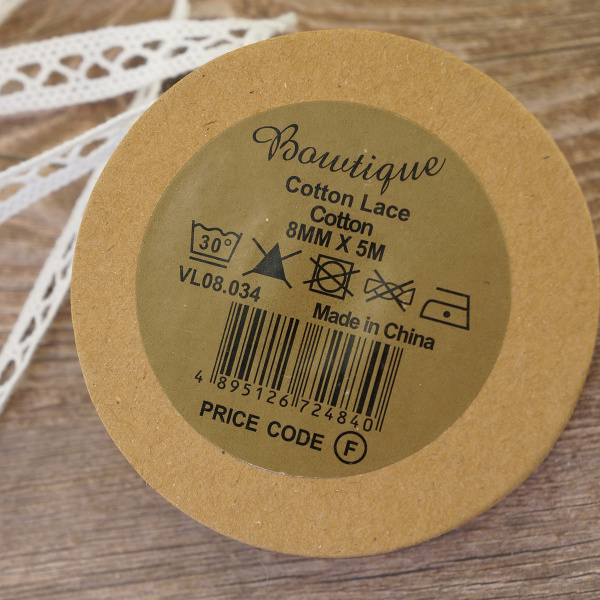 Bowtique
Cotton Lace
Cotton
8MM X 5M
30°
VL08.034
Made in China
4 895126 724840
PRICE CODE F